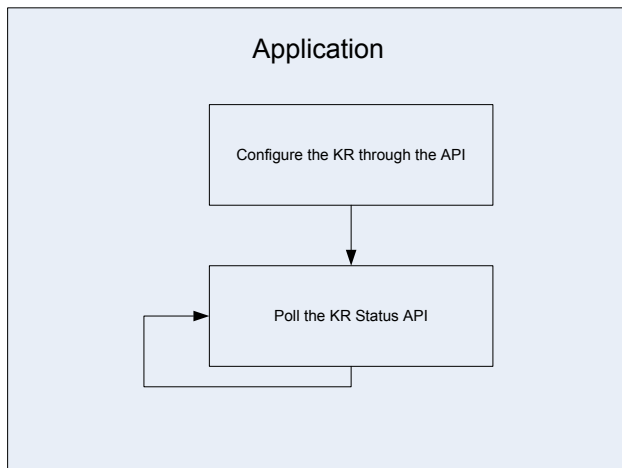 Application
Configure the KR through the API
Poll the KR Status API